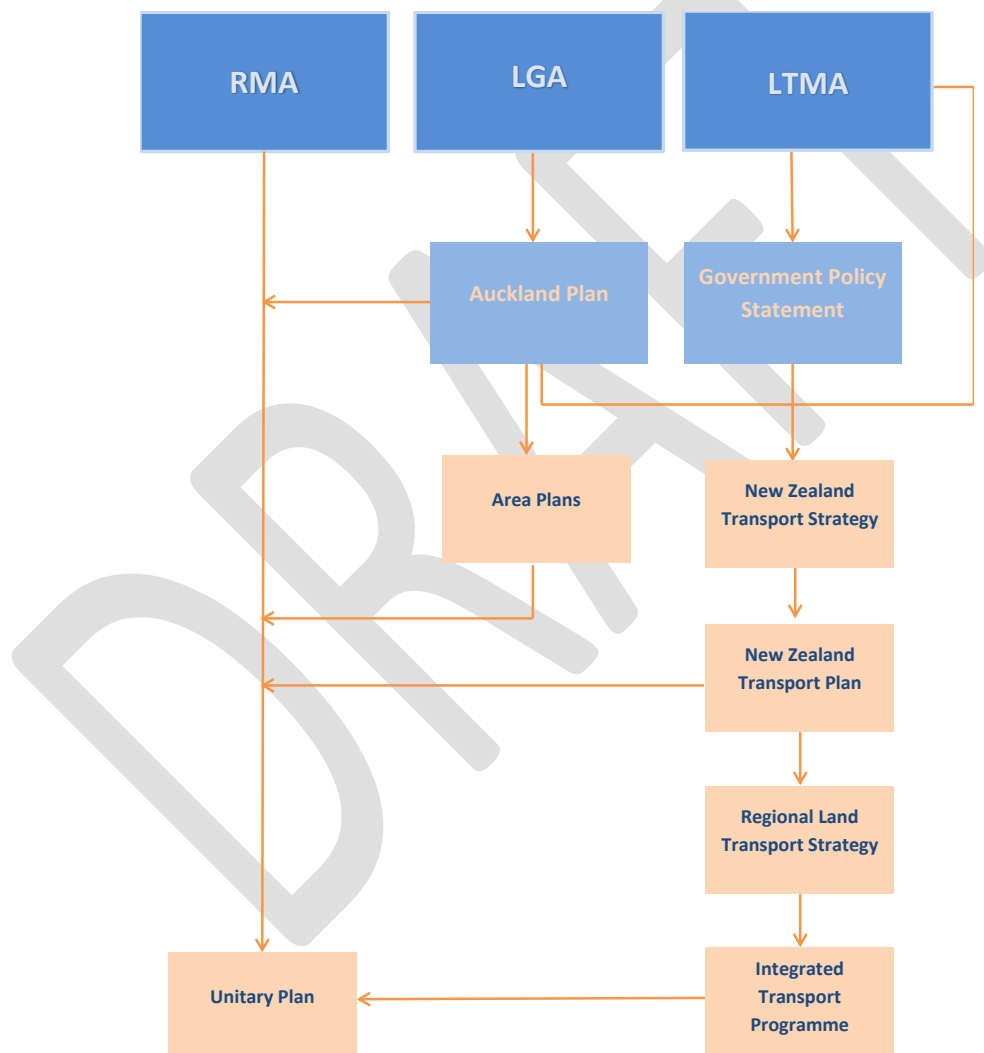 RMA
LGA
LTMA
Auckland Plan
Government Policy
Statement
Area Plans
New Zealand
Transport Strategy
New Zealand
Transport Plan
Regional Land
Transport Strategy
Unitary Plan
Integrated
Transport
Programme
DRAFT